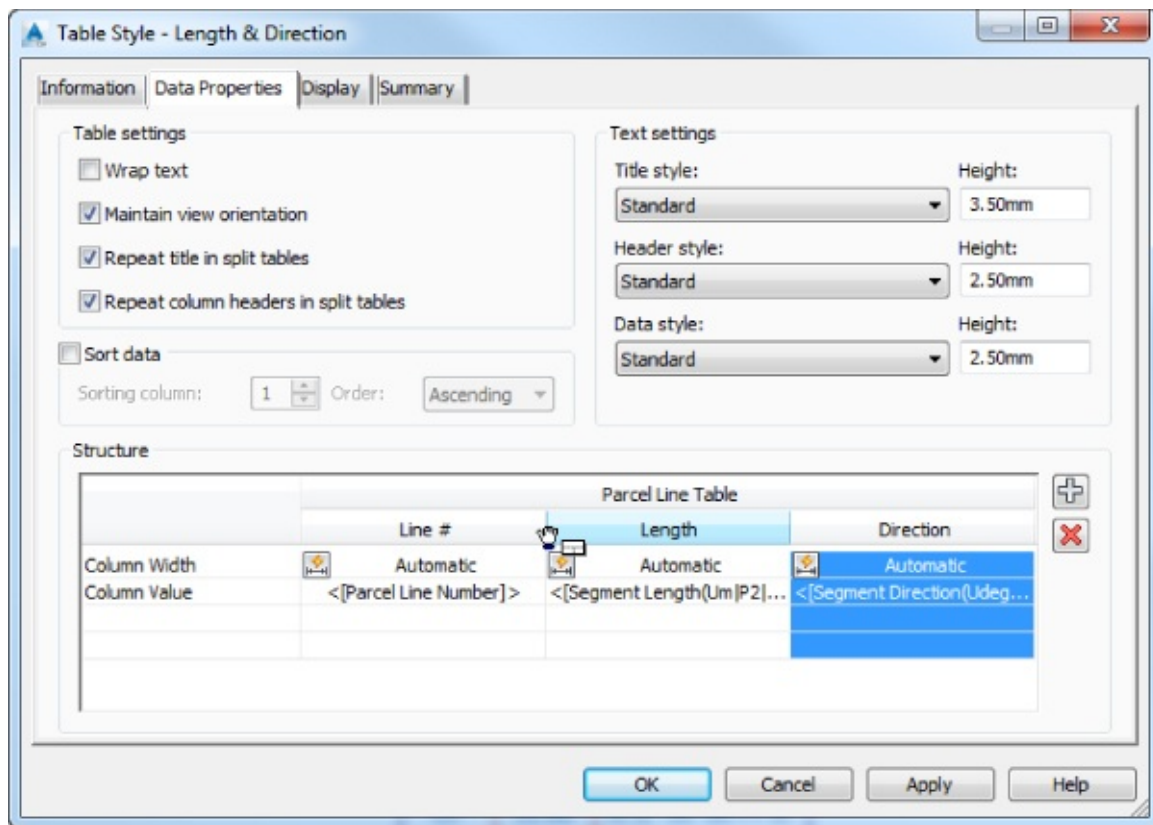 Table Style - Length & Direction
Information Data Properties Display Summary
Table settings
Wrap text
Maintain view orientation
Repeat title in split tables
Repeat column headers in split tables
Sort data
Sorting column: 1 Order: Ascending
Text settings
Title style: Height:
Standard 3.50mm
Header style: Height:
Standard 2.50mm
Data style: Height:
Standard 2.50mm
Structure
Parcel Line Table
Line # Length Direction
Column Width Automatic Automatic Automatic
Column Value <[Parcel Line Number]> <[Segment Length(Um|P2|... <[Segment Direction(Udeg...
OK Cancel Apply Help